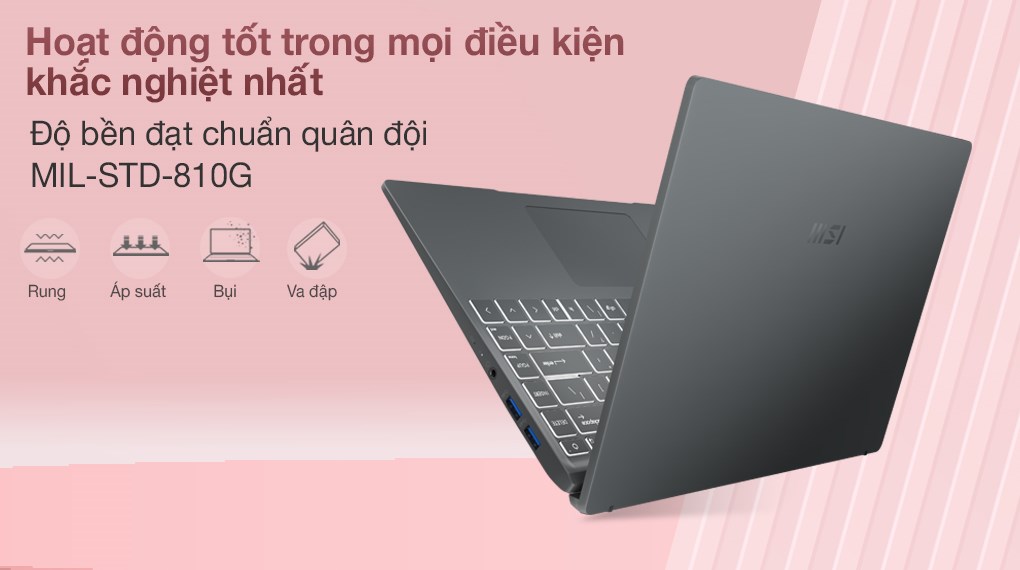 Hoạt động tốt trong mọi điều kiện
khắc nghiệt nhất
Độ bền đạt chuẩn quân đội
MIL-STD-810G
Rung
Áp suất
Bụi
Va đập
msi